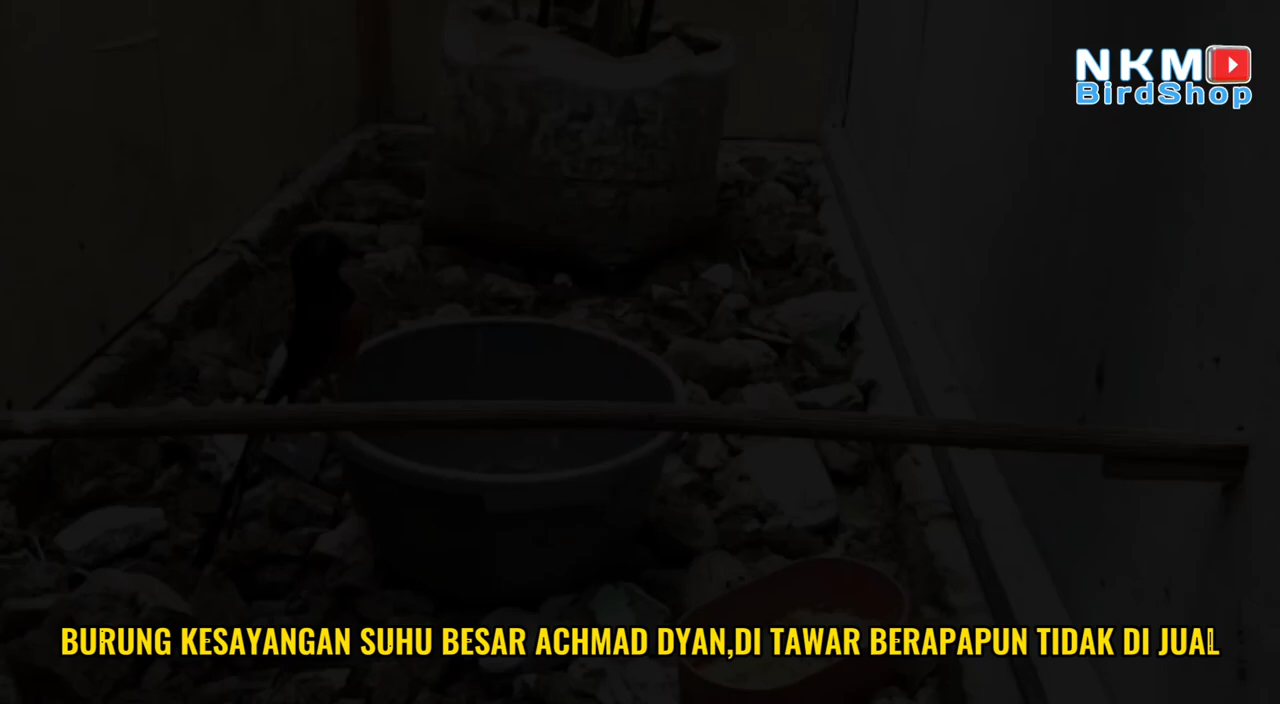 NKM
BirdShop
BURUNG KESAYANGAN SUHU BESAR ACHMAD DYAN,DI TAWAR BERAPAPUN TIDAK DI JUAL